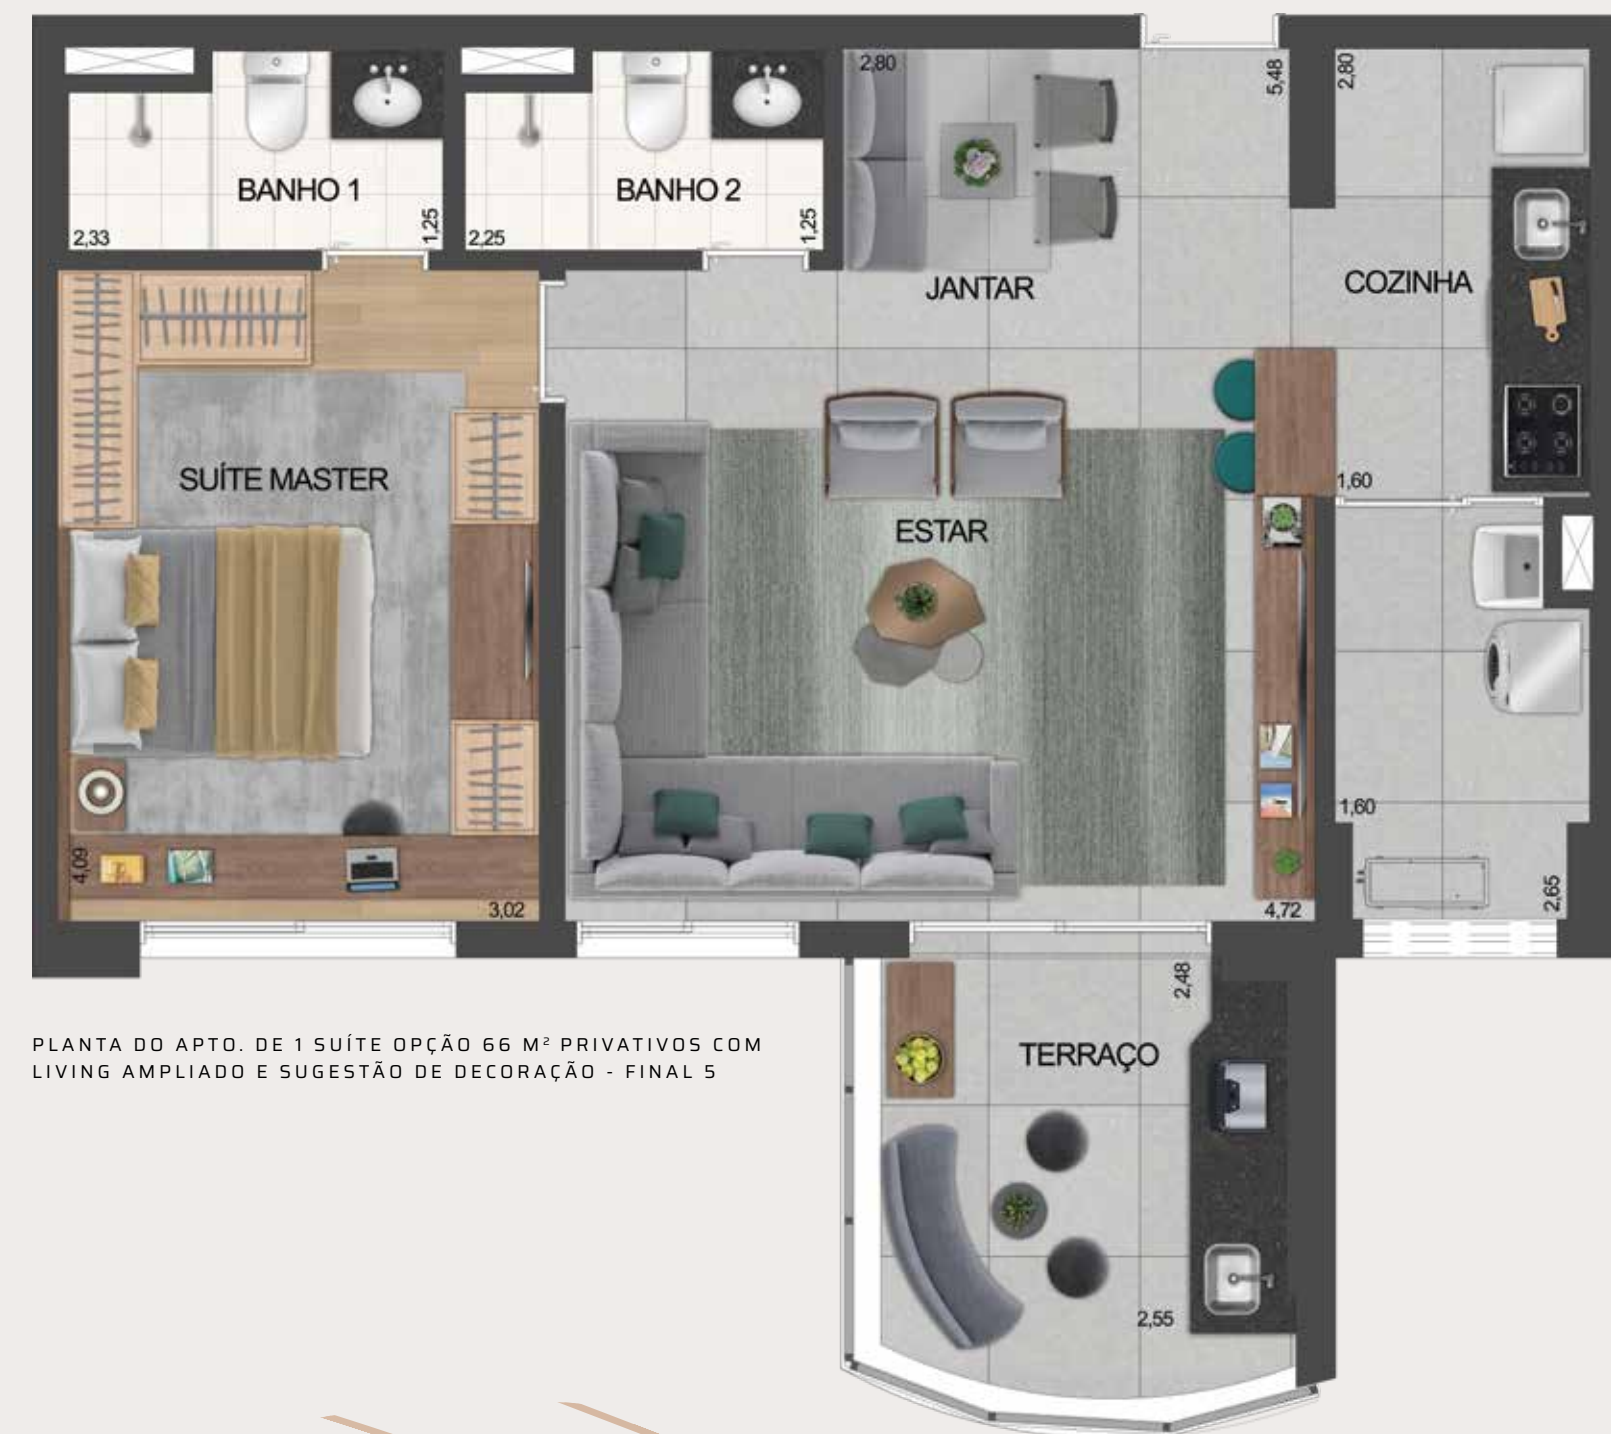 2,80
5,48
2,80
BANHO 1
BANHO 2
2,33
1,25
2,25
1,25
JANTAR
COZINHA
SUÍTE MASTER
1,60
ESTAR
1,60
4,09
3,02
4,72
2,65
2,48
TERRAÇO
2,55
PLANTA DO APTO. DE 1 SUÍTE OPÇÃO 66 M² PRIVATIVOS COM
LIVING AMPLIADO E SUGESTÃO DE DECORAÇÃO - FINAL 5